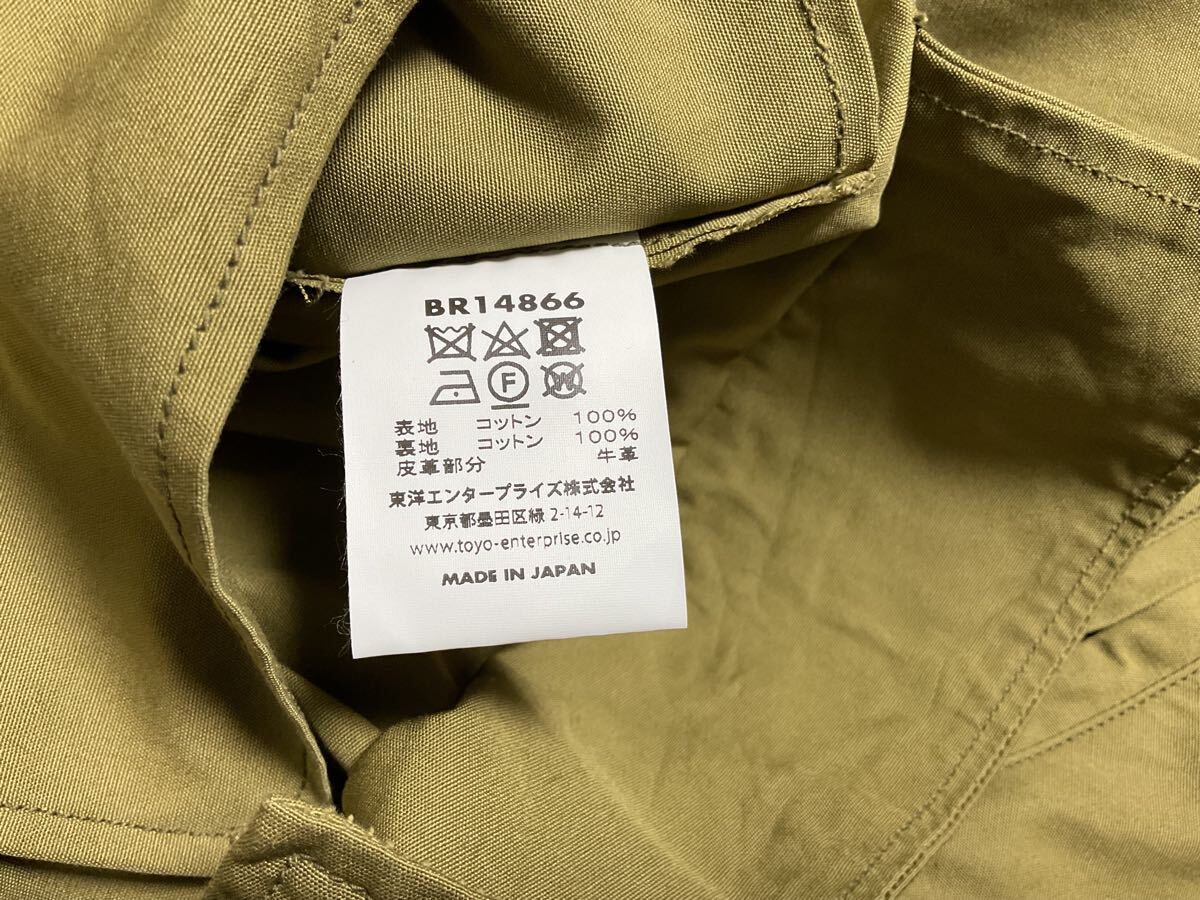 BR14866
F
W
表地 コットン 100%
裏地 コットン 100%
皮革部分 牛革
東洋エンタープライズ株式会社
東京都墨田区緑 2-14-12
www.toyo-enterprise.co.jp
MADE IN JAPAN